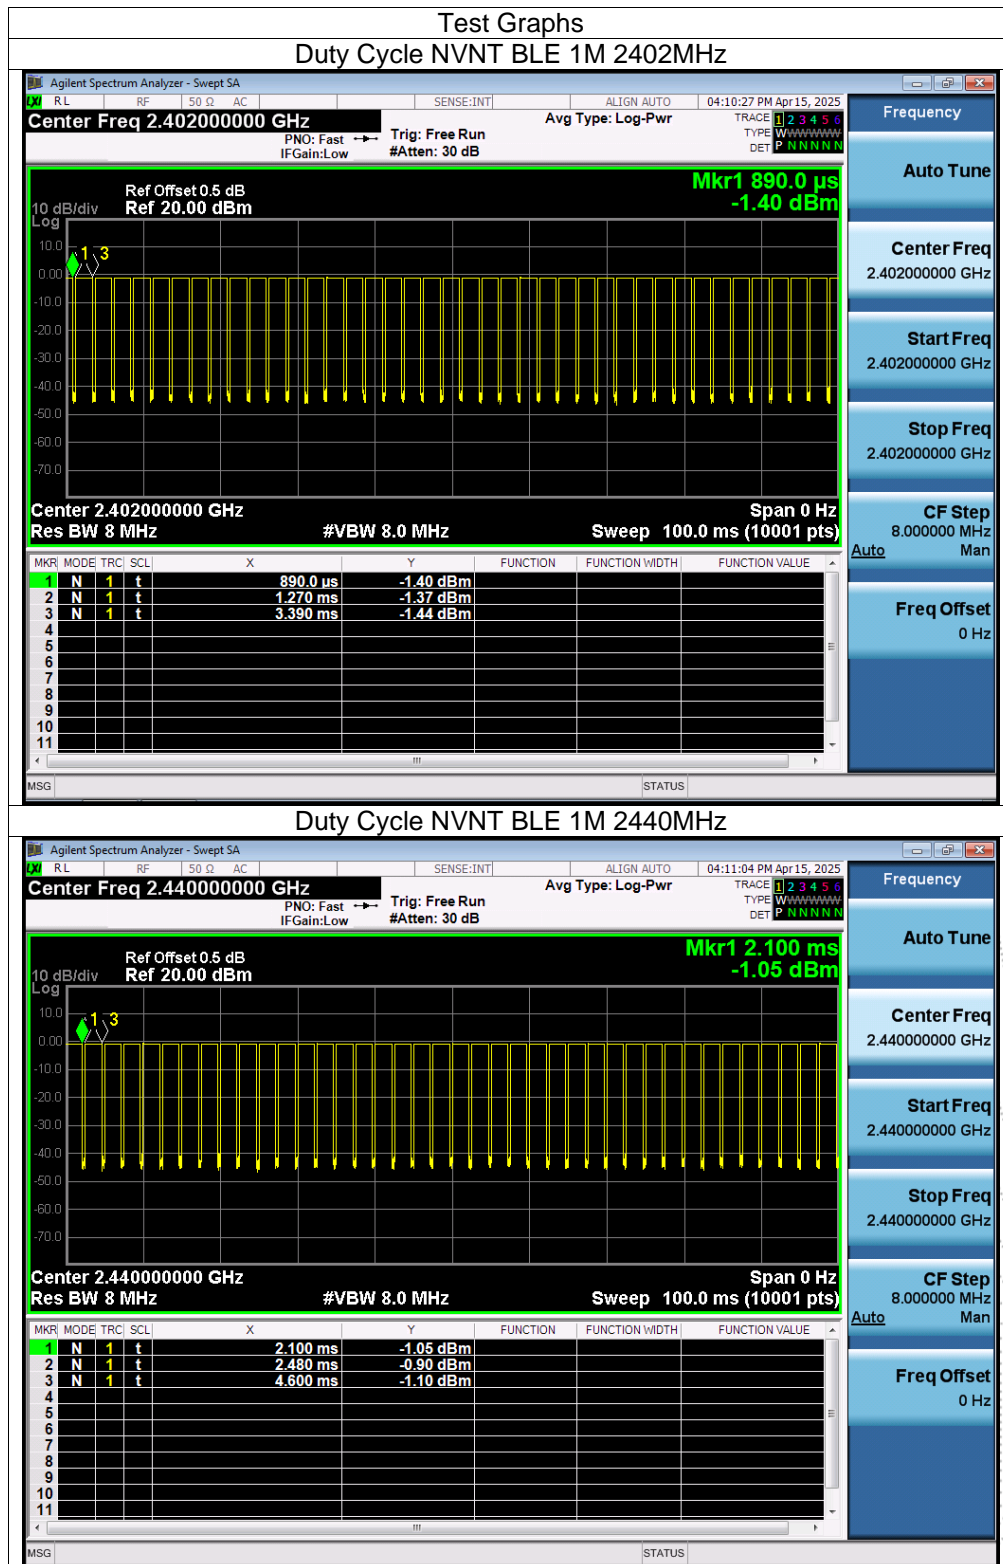 Test Graphs
Duty Cycle NVNT BLE 1M 2402MHz
Agilent Spectrum Analyzer - Swept SA
LXI RL RF 50 Ω AC SENSE:INT ALIGN AUTO 04:10:27 PM Apr 15, 2025
Center Freq 2.402000000 GHz
PNO: Fast
IFGain:Low
Trig: Free Run
#Atten: 30 dB
Avg Type: Log-Pwr
TRACE 1 2 3 4 5 6
TYPE WWWWWWW
DET P N N N N N
Frequency
Auto Tune
Center Freq
2.402000000 GHz
Start Freq
2.402000000 GHz
Stop Freq
2.402000000 GHz
CF Step
8.000000 MHz
Auto Man
Freq Offset
0 Hz
Mkr1 890.0 µs
-1.40 dBm
Ref Offset 0.5 dB
10 dB/div Ref 20.00 dBm
Log
10.0
0.00
-10.0
-20.0
-30.0
-40.0
-50.0
-60.0
-70.0
1 3
Center 2.402000000 GHz Span 0 Hz
Res BW 8 MHz #VBW 8.0 MHz Sweep 100.0 ms (10001 pts)
MKR MODE TRC SCL X Y FUNCTION FUNCTION WIDTH FUNCTION VALUE
1 N 1 t 890.0 µs -1.40 dBm
2 N 1 t 1.270 ms -1.37 dBm
3 N 1 t 3.390 ms -1.44 dBm
4
5
6
7
8
9
10
11
MSG STATUS
Duty Cycle NVNT BLE 1M 2440MHz
Agilent Spectrum Analyzer - Swept SA
LXI RL RF 50 Ω AC SENSE:INT ALIGN AUTO 04:11:04 PM Apr 15, 2025
Center Freq 2.440000000 GHz
PNO: Fast
IFGain:Low
Trig: Free Run
#Atten: 30 dB
Avg Type: Log-Pwr
TRACE 1 2 3 4 5 6
TYPE WWWWWWW
DET P N N N N N
Frequency
Auto Tune
Center Freq
2.440000000 GHz
Start Freq
2.440000000 GHz
Stop Freq
2.440000000 GHz
CF Step
8.000000 MHz
Auto Man
Freq Offset
0 Hz
Mkr1 2.100 ms
-1.05 dBm
Ref Offset 0.5 dB
10 dB/div Ref 20.00 dBm
Log
10.0
0.00
-10.0
-20.0
-30.0
-40.0
-50.0
-60.0
-70.0
1 3
Center 2.440000000 GHz Span 0 Hz
Res BW 8 MHz #VBW 8.0 MHz Sweep 100.0 ms (10001 pts)
MKR MODE TRC SCL X Y FUNCTION FUNCTION WIDTH FUNCTION VALUE
1 N 1 t 2.100 ms -1.05 dBm
2 N 1 t 2.480 ms -0.90 dBm
3 N 1 t 4.600 ms -1.10 dBm
4
5
6
7
8
9
10
11
MSG STATUS